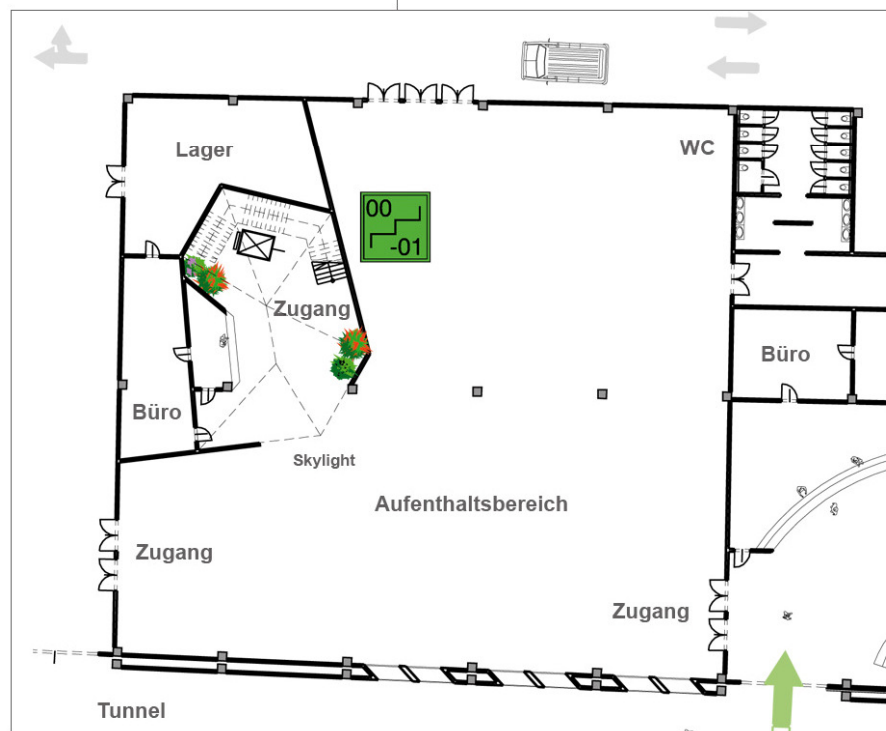 Lager
WC
00
-01
Zugang
Büro
Büro
Skylight
Aufenthaltsbereich
Zugang
Zugang
Tunnel